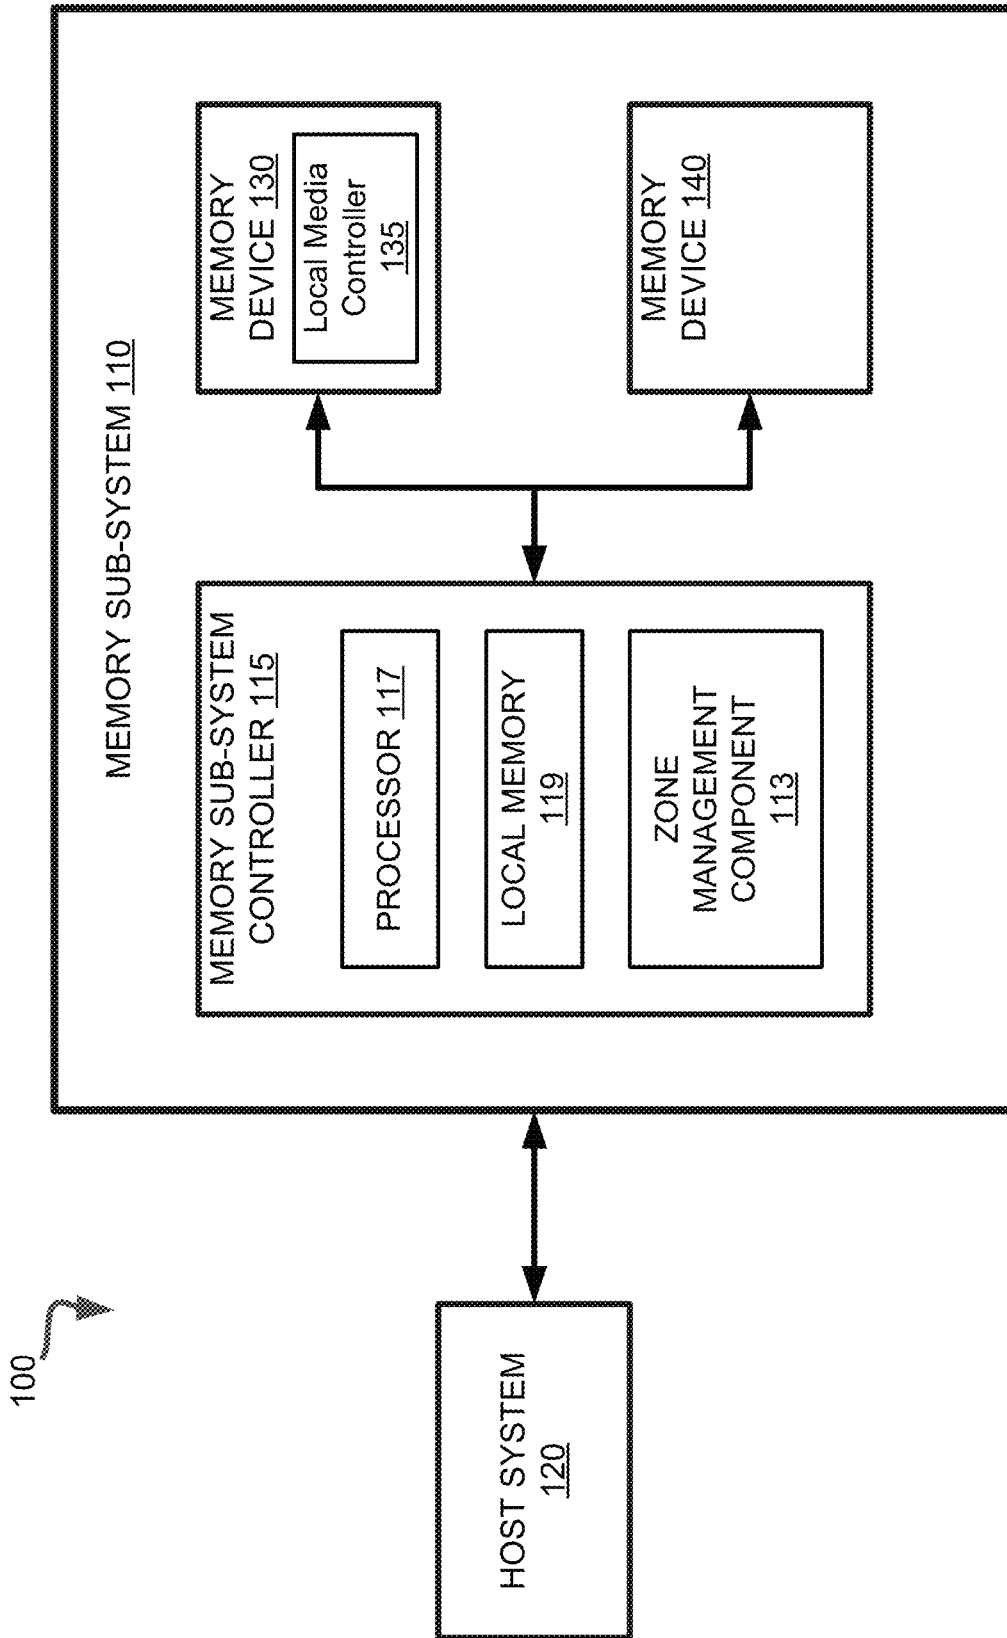 100
MEMORY SUB-SYSTEM 110
HOST SYSTEM
120
MEMORY SUB-SYSTEM
CONTROLLER 115
PROCESSOR 117
LOCAL MEMORY
119
ZONE
MANAGEMENT
COMPONENT
113
MEMORY
DEVICE 130
Local Media
Controller
135
MEMORY
DEVICE 140